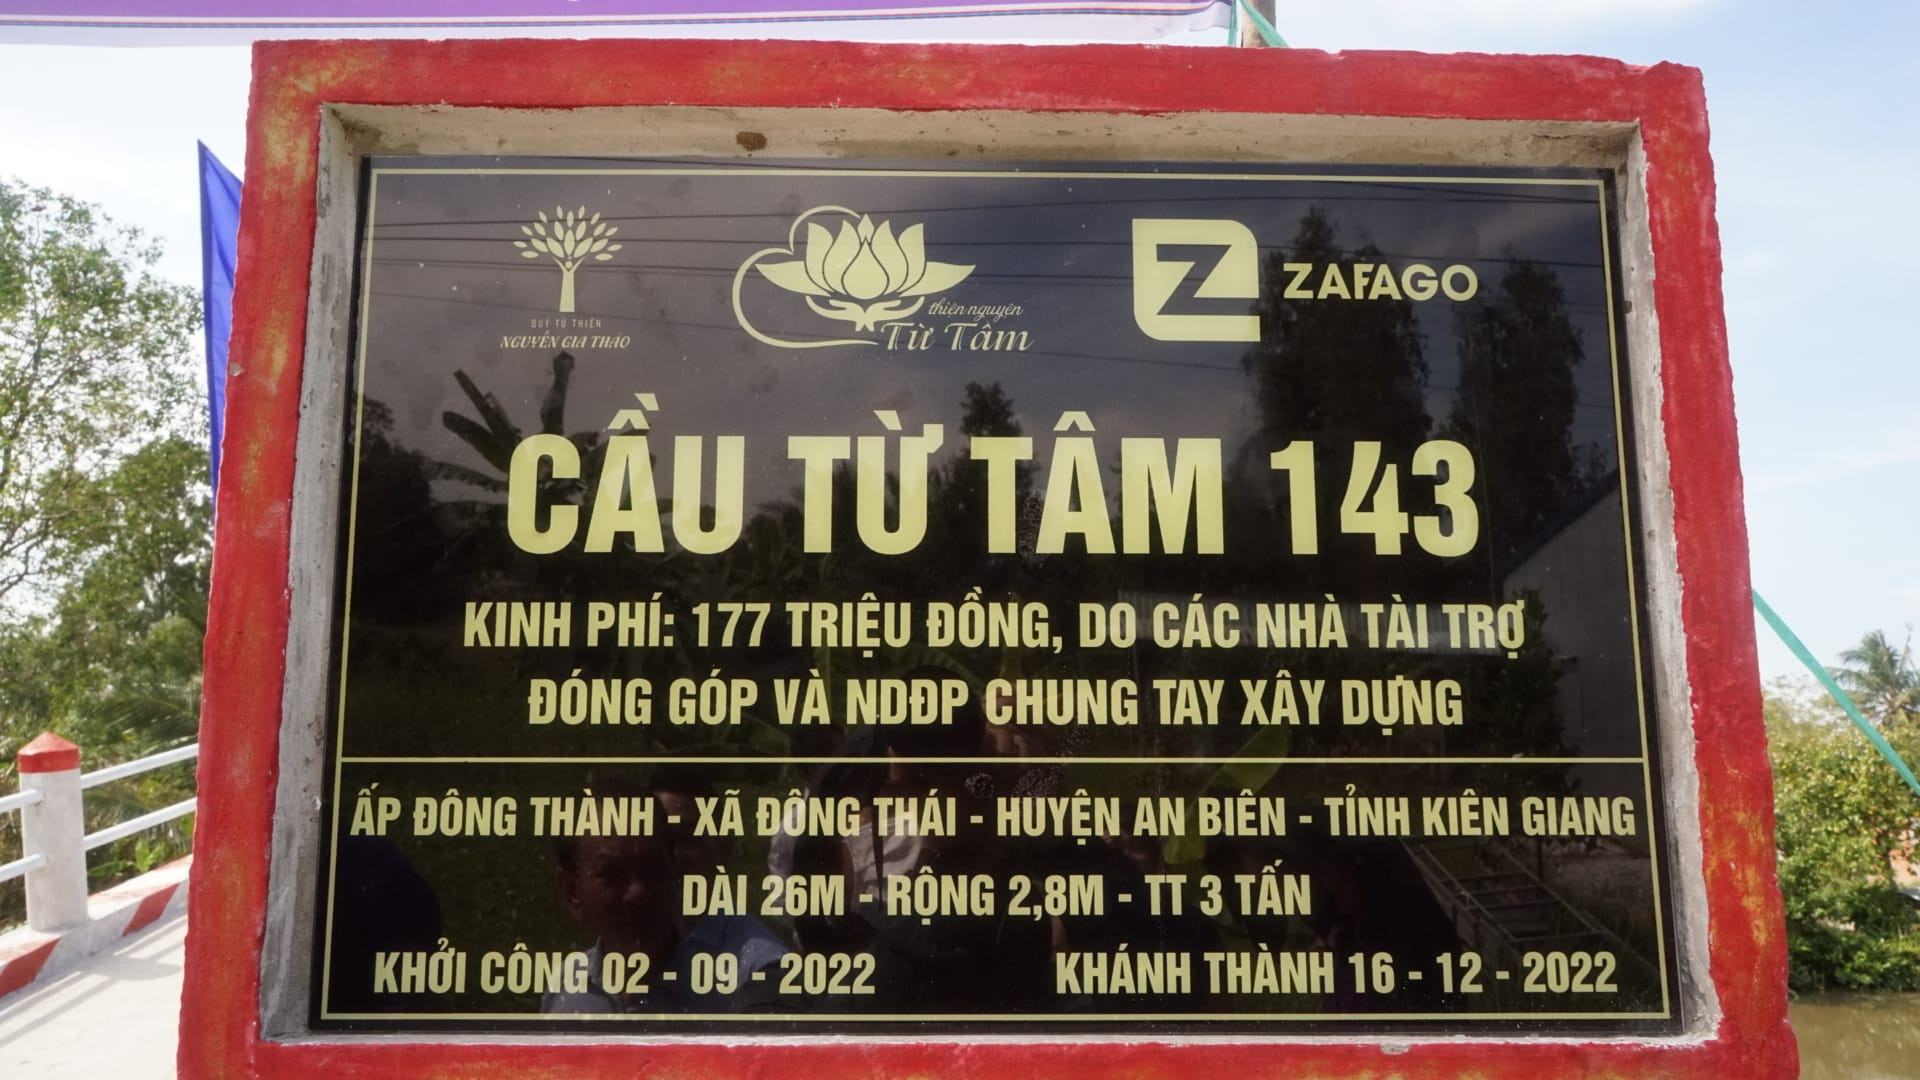 QUỸ TỪ THIỆN
NGUYỄN GIA THẢO
thiện nguyện
Từ Tâm
Z ZAFAGO
CẦU TỪ TÂM 143
KINH PHÍ: 177 TRIỆU ĐỒNG, DO CÁC NHÀ TÀI TRỢ
ĐÓNG GÓP VÀ NDĐP CHUNG TAY XÂY DỰNG
ẤP ĐÔNG THÀNH - XÃ ĐÔNG THÁI - HUYỆN AN BIÊN - TỈNH KIÊN GIANG
DÀI 26M - RỘNG 2,8M - TT 3 TẤN
KHỞI CÔNG 02 - 09 - 2022 KHÁNH THÀNH 16 - 12 - 2022